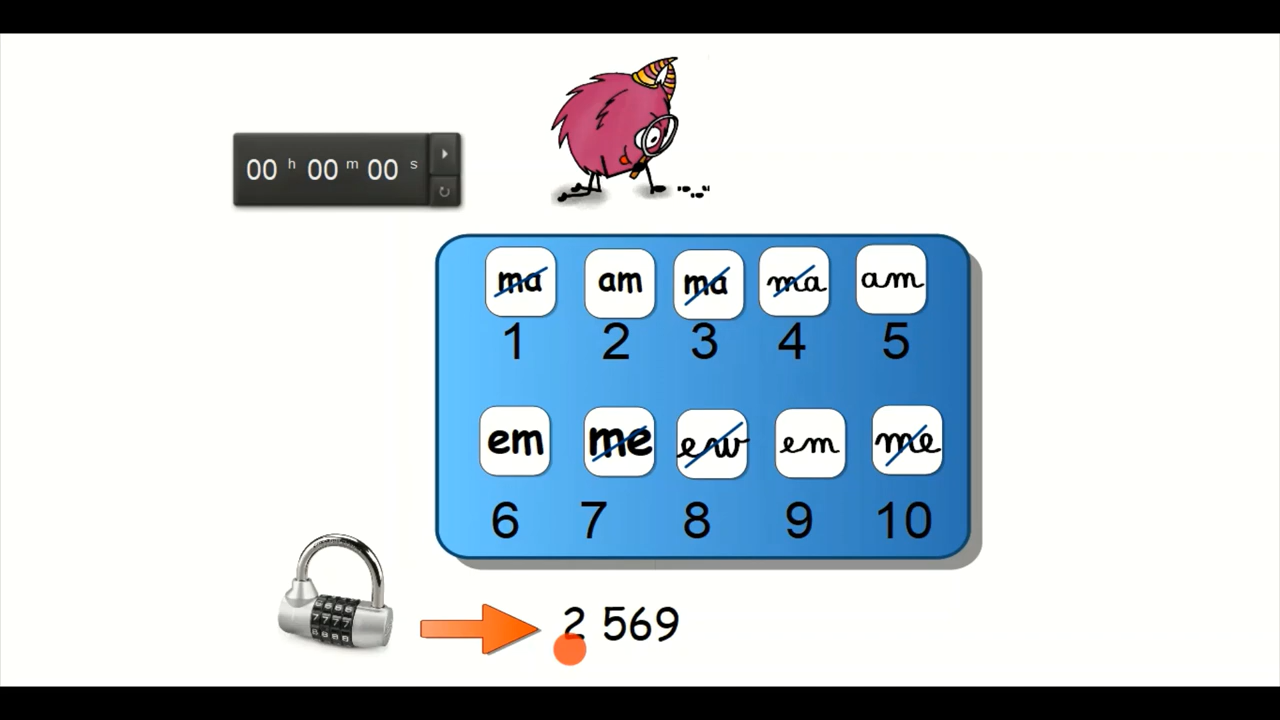 00 h 00 m 00 s
ma am ma ma am
1 2 3 4 5
em me ew em me
6 7 8 9 10
2 569